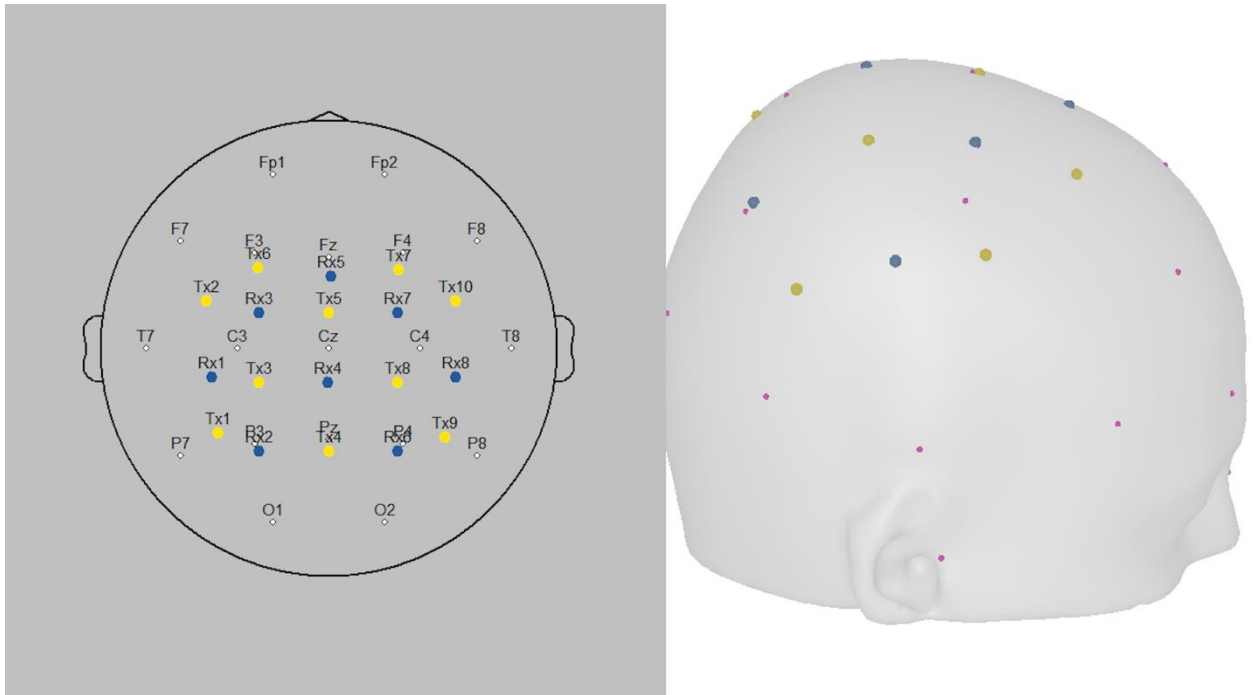 Fp1 Fp2
F7 F8
F3 Fz F4
Tx6 Rx5 Tx7
Tx2 Rx3 Tx5 Rx7 Tx10
T7 C3 Cz C4 T8
Rx1 Tx3 Rx4 Tx8 Rx8
Tx1 Tx9
P7 P3 Pz P4 P8
Rx2 Tx4 Rx6
O1 O2